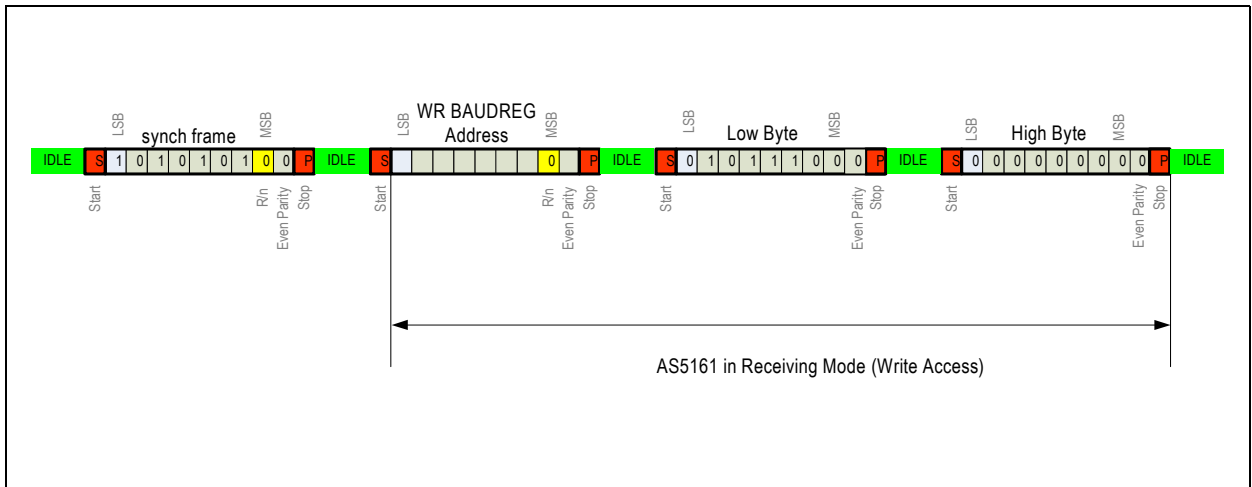 LSB MSB LSB WR BAUDREG MSB LSB MSB LSB MSB
synch frame Address Low Byte High Byte
IDLE S 1 0 1 0 1 0 1 0 0 P IDLE S 0 P IDLE S 0 1 0 1 1 1 0 0 0 P IDLE S 0 0 0 0 0 0 0 0 0 P IDLE
Start R/n Even Parity Stop Start R/n Even Parity Stop Start Even Parity Stop Start Even Parity Stop
AS5161 in Receiving Mode (Write Access)